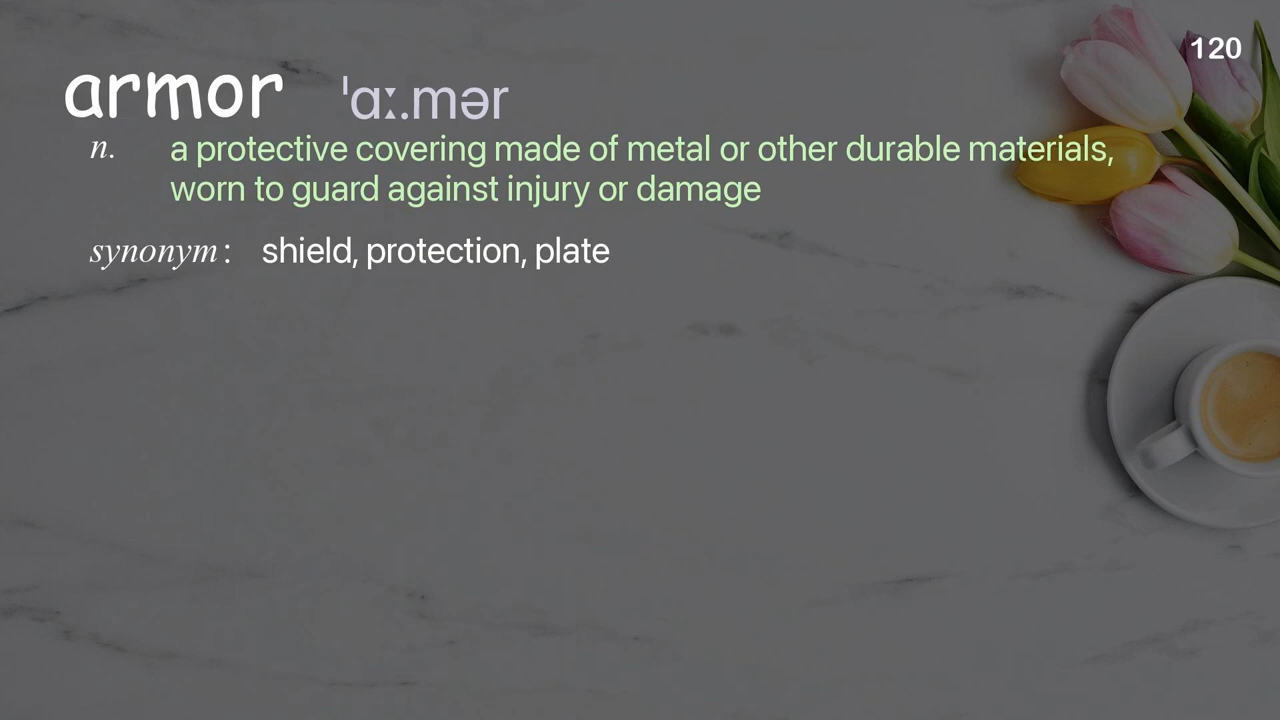 120
armor ˈɑː.mər
n. a protective covering made of metal or other durable materials,
worn to guard against injury or damage
synonym: shield, protection, plate